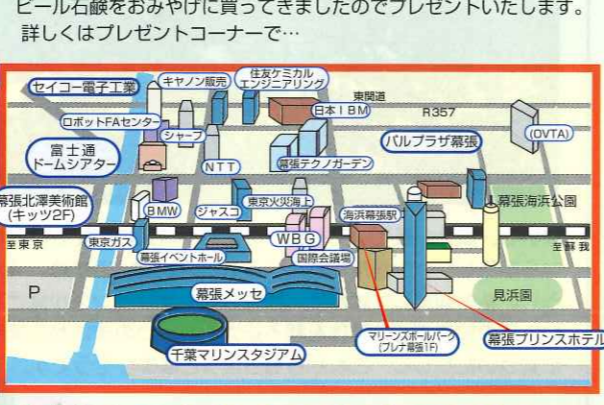 ビール石鹸をおみやげに買ってきましたのでプレゼントいたします。
詳しくはプレゼントコーナーで…
セイコー電子工業
キヤノン販売
住友ケミカル
エンジニアリング
東関道
日本IBM
R357
ロボットFAセンター
シャープ
富士通
ドームシアター
NTT
幕張テクノガーデン
パルプラザ幕張
(OVTA)
幕張北澤美術館
(キッツ2F)
BMW
ジャスコ
東京火災海上
海浜幕張駅
幕張海浜公園
至東京
東京ガス
WBG
至蘇我
幕張イベントホール
国際会議場
P
幕張メッセ
見浜園
千葉マリンスタジアム
マリーンズボールパーク
(プレナ幕張1F)
幕張プリンスホテル